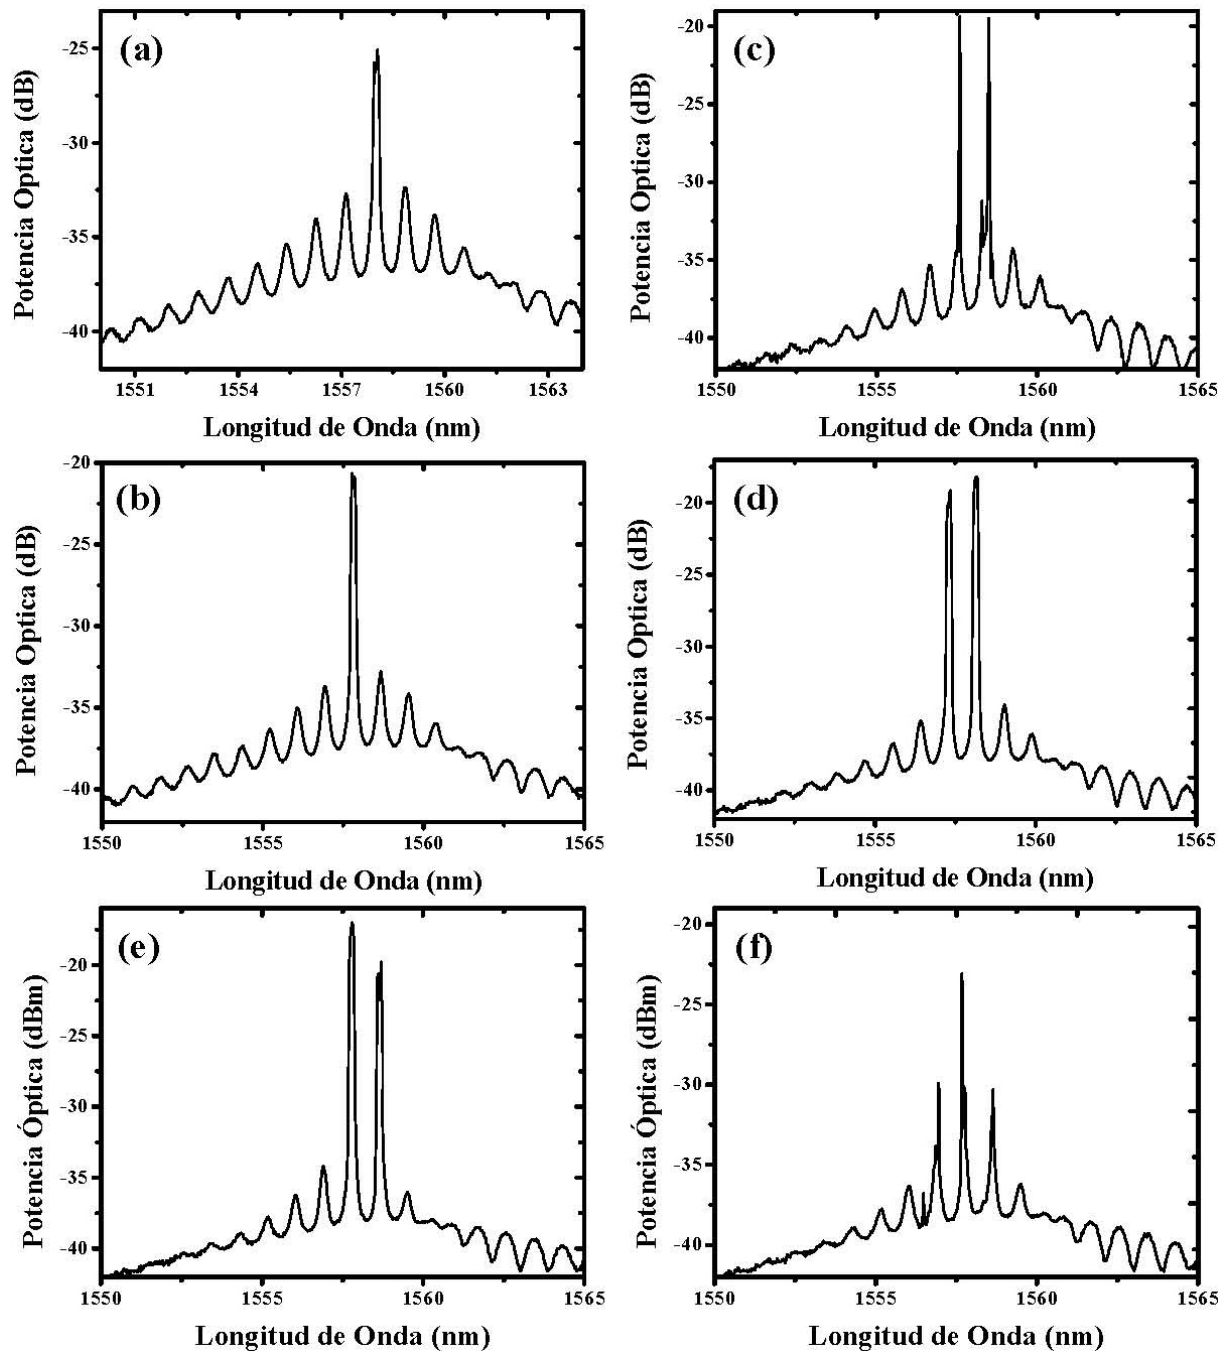 (a)
Potencia Optica (dB)
-25
-30
-35
-40
1551 1554 1557 1560 1563
Longitud de Onda (nm)
(c)
Potencia Optica (dB)
-20
-25
-30
-35
-40
1550 1555 1560 1565
Longitud de Onda (nm)
(b)
Potencia Optica (dB)
-20
-25
-30
-35
-40
1550 1555 1560 1565
Longitud de Onda (nm)
(d)
Potencia Optica (dB)
-20
-25
-30
-35
-40
1550 1555 1560 1565
Longitud de Onda (nm)
(e)
Potencia Óptica (dBm)
-20
-25
-30
-35
-40
1550 1555 1560 1565
Longitud de Onda (nm)
(f)
Potencia Óptica (dBm)
-20
-25
-30
-35
-40
1550 1555 1560 1565
Longitud de Onda (nm)